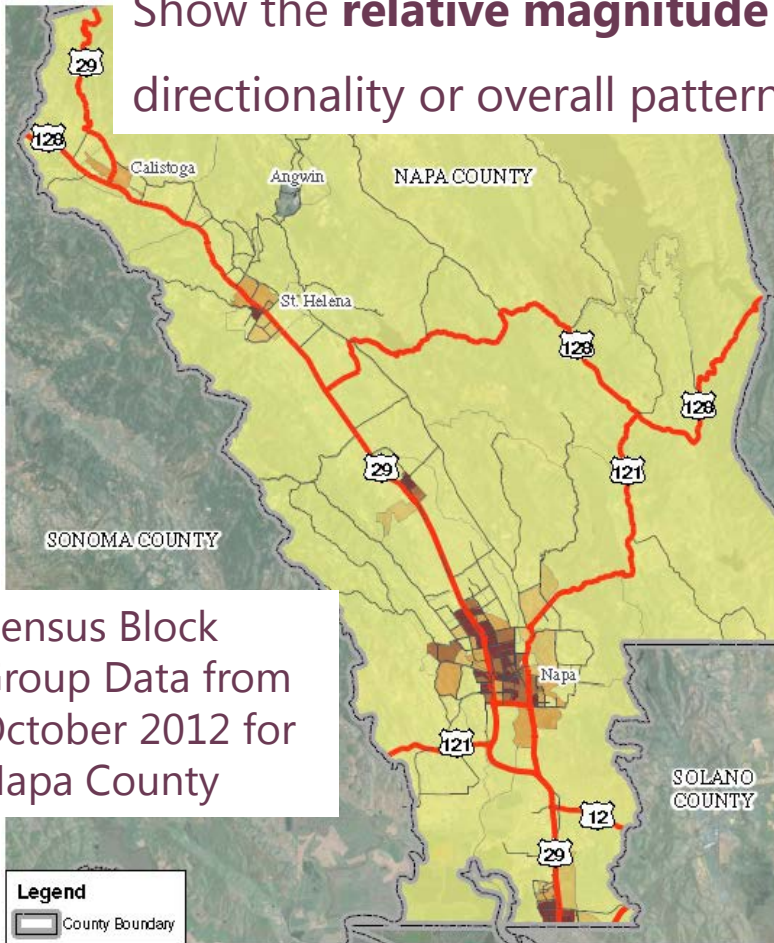 Show the relative magnitude
directionality or overall pattern
29
128
Calistoga
Angwin
NAPA COUNTY
St. Helena
128
128
29
121
SONOMA COUNTY
ensus Block
roup Data from
ctober 2012 for
apa County
Napa
121
SOLANO
COUNTY
12
29
Legend
County Boundary